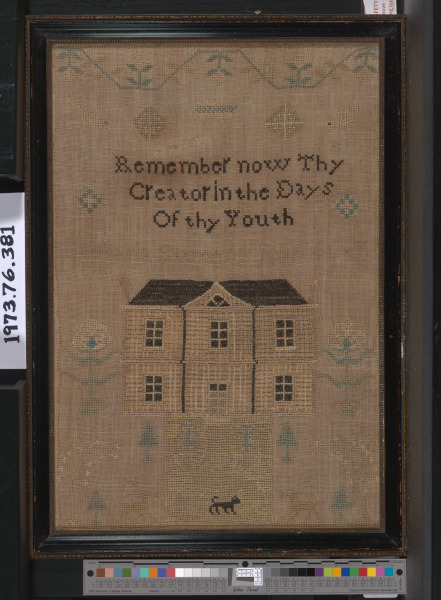 Remember now Thy
Creator In the Days
Of thy Youth
1973.76.381